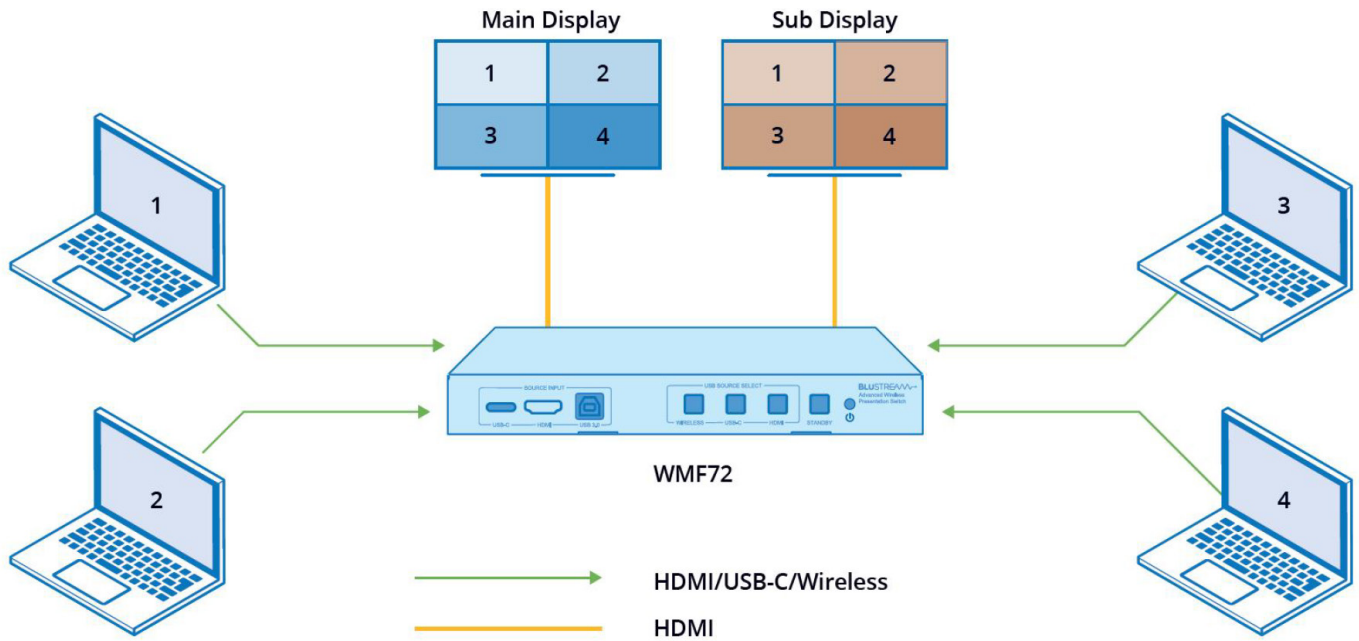 Main Display
Sub Display
1 2
3 4
1 2
3 4
1
3
SOURCE INPUT
USB-C HDMI USB 3.0
USB SOURCE SELECT
WIRELESS USB-C HDMI STANDBY
BLUSTREAM
Advanced Wireless
Presentation Switch
WMF72
2
4
HDMI/USB-C/Wireless
HDMI